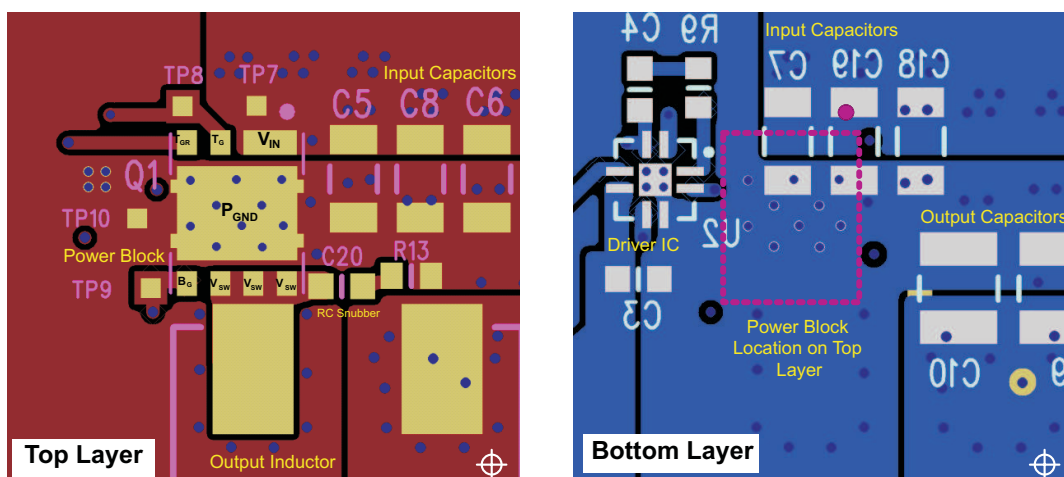 Input Capacitors
TP8
TP7
C5
C8
C6
TGR
TG
VIN
Q1
PGND
TP10
Power Block
C20
R13
TP9
BG
VSW
VSW
VSW
RC Snubber
Output Inductor
Top Layer
C4
R9
Input Capacitors
C7
C19
C18
U2
Driver IC
Output Capacitors
C3
Power Block
Location on Top
Layer
C10
9
Bottom Layer